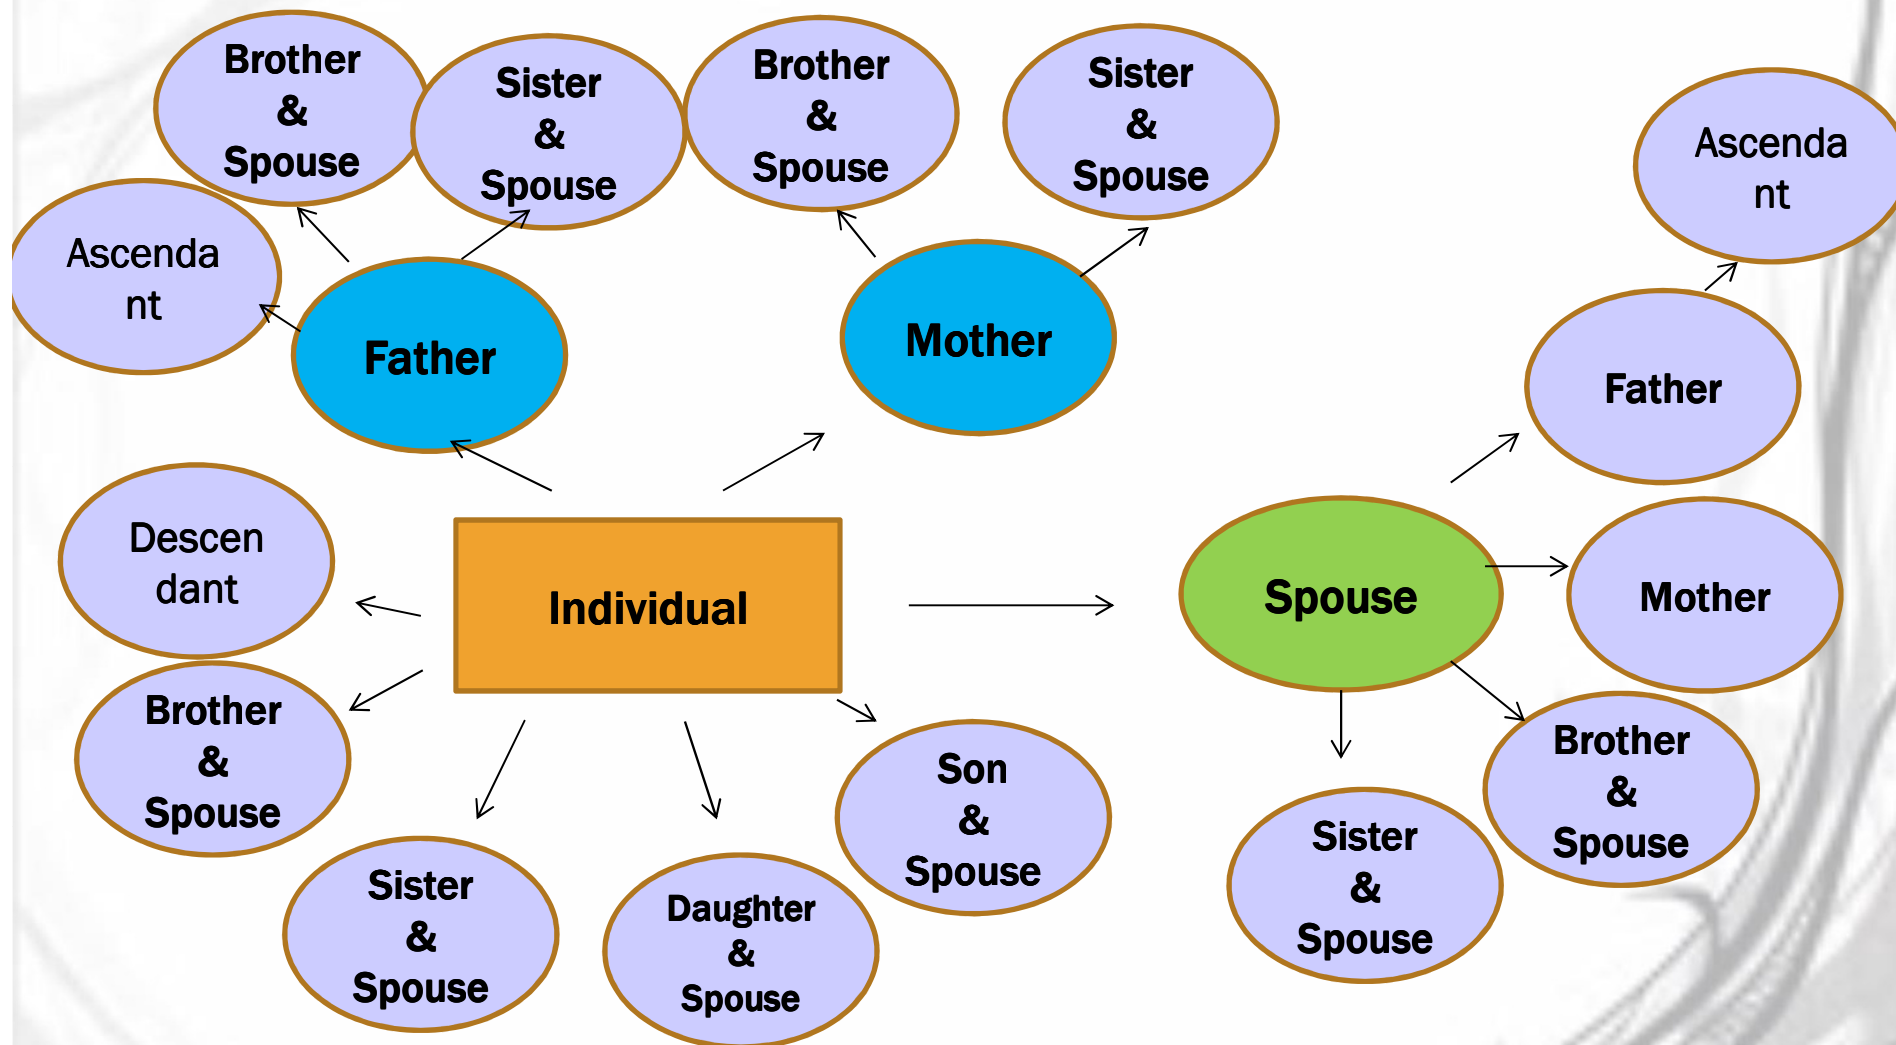 Brother
&
Spouse
Sister
&
Spouse
Brother
&
Spouse
Sister
&
Spouse
Ascenda
nt
Ascenda
nt
Father
Mother
Father
Descen
dant
Individual
Spouse
Mother
Brother
&
Spouse
Sister
&
Spouse
Daughter
&
Spouse
Son
&
Spouse
Sister
&
Spouse
Brother
&
Spouse